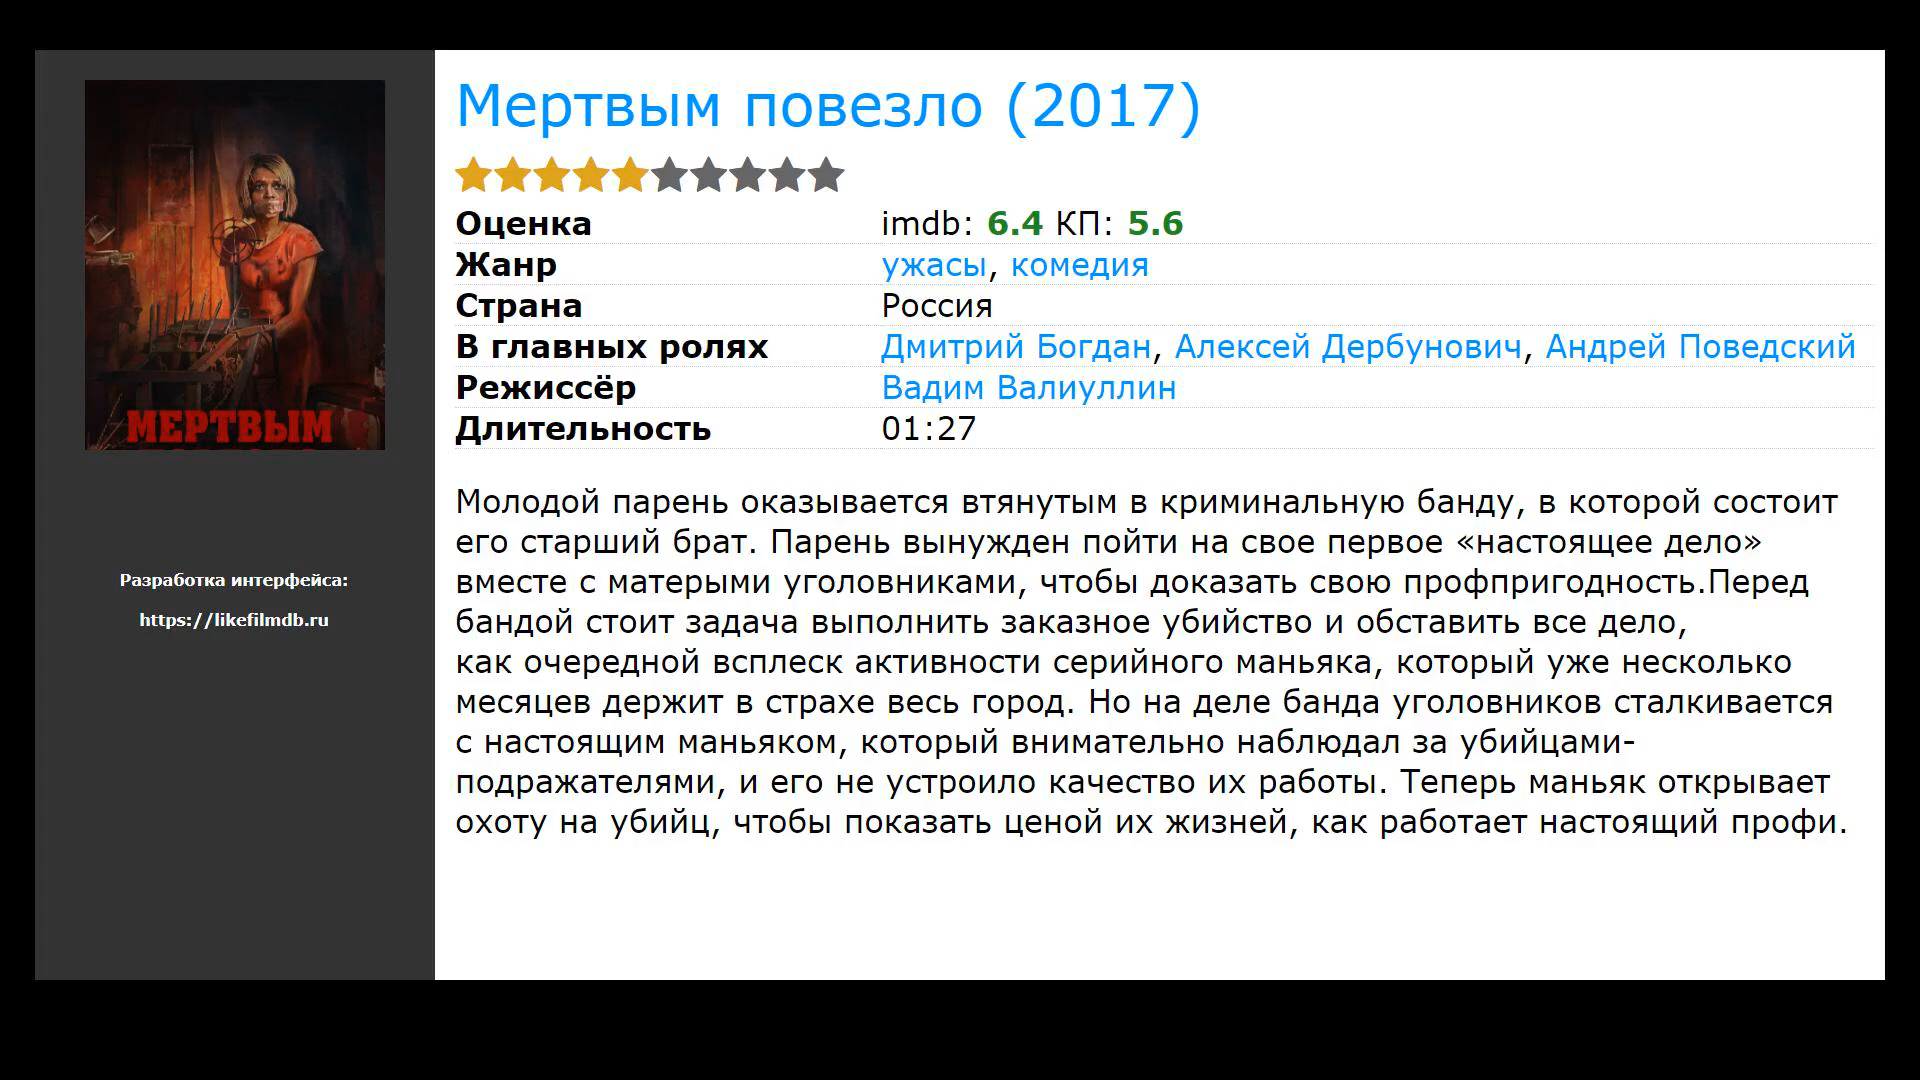 МЕРТВЫМ
Разработка интерфейса:
https://likefilmdb.ru
Мертвым повезло (2017)
Оценка imdb: 6.4 КП: 5.6
Жанр ужасы, комедия
Страна Россия
В главных ролях Дмитрий Богдан, Алексей Дербунович, Андрей Поведский
Режиссёр Вадим Валиуллин
Длительность 01:27
Молодой парень оказывается втянутым в криминальную банду, в которой состоит
его старший брат. Парень вынужден пойти на свое первое «настоящее дело»
вместе с матерыми уголовниками, чтобы доказать свою профпригодность.Перед
бандой стоит задача выполнить заказное убийство и обставить все дело,
как очередной всплеск активности серийного маньяка, который уже несколько
месяцев держит в страхе весь город. Но на деле банда уголовников сталкивается
с настоящим маньяком, который внимательно наблюдал за убийцами-
подражателями, и его не устроило качество их работы. Теперь маньяк открывает
охоту на убийц, чтобы показать ценой их жизней, как работает настоящий профи.